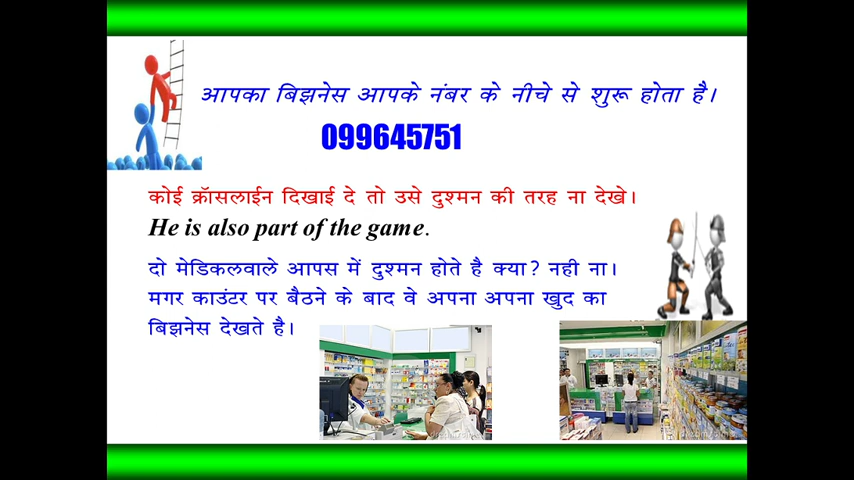 आपका बिझनेस आपके नंबर के नीचे से शुरू होता है।
099645751
कोई क्रॉसलाईन दिखाई दे तो उसे दुश्मन की तरह ना देखे।
He is also part of the game.
दो मेडिकलवाले आपस में दुश्मन होते है क्या? नही ना।
मगर काउंटर पर बैठने के बाद वे अपना अपना खुद का
बिझनेस देखते है।